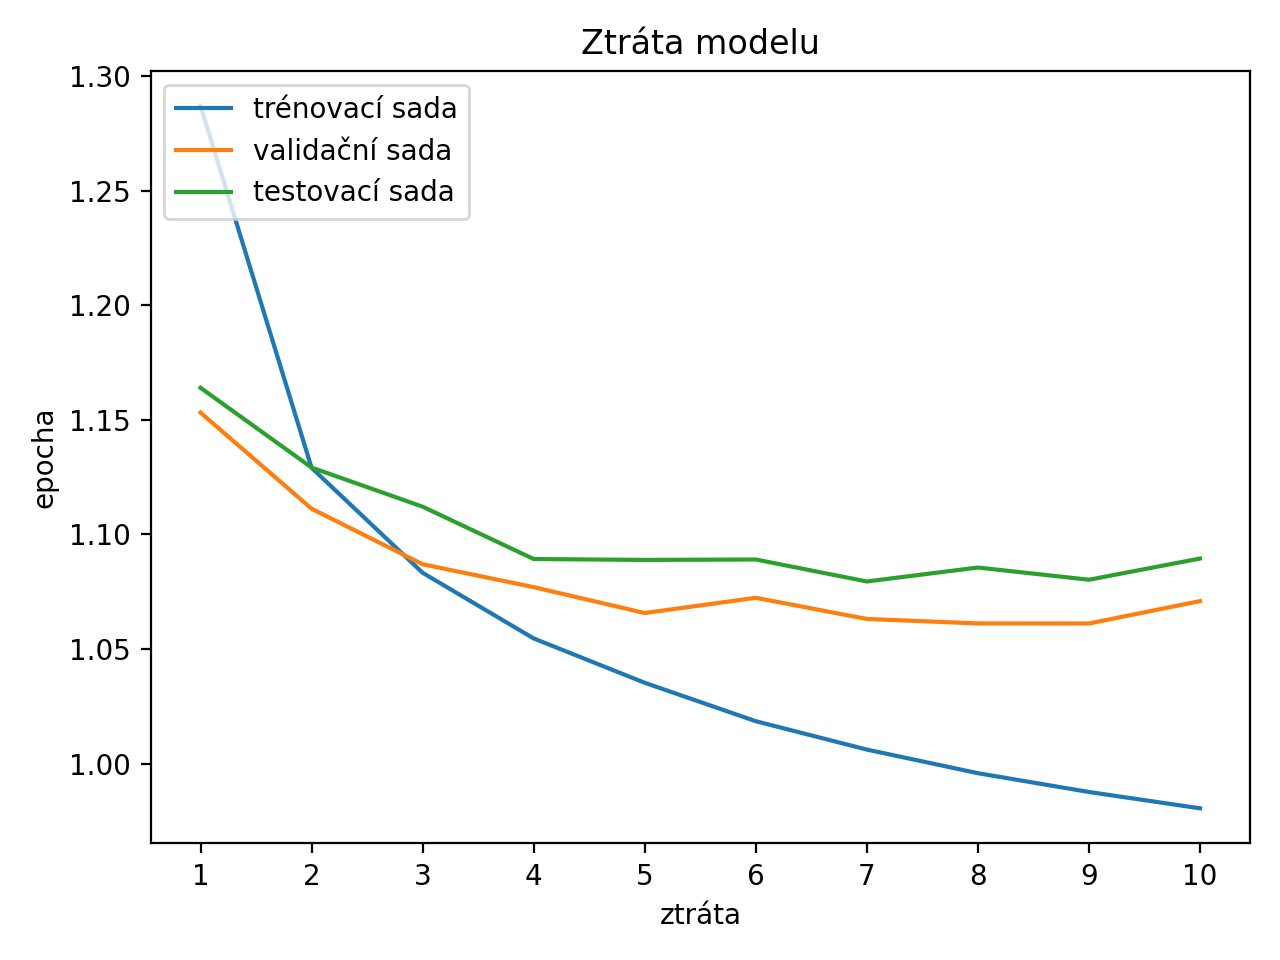 Ztráta modelu
trénovací sada
validační sada
testovací sada
epocha
1.30
1.25
1.20
1.15
1.10
1.05
1.00
1 2 3 4 5 6 7 8 9 10
ztráta